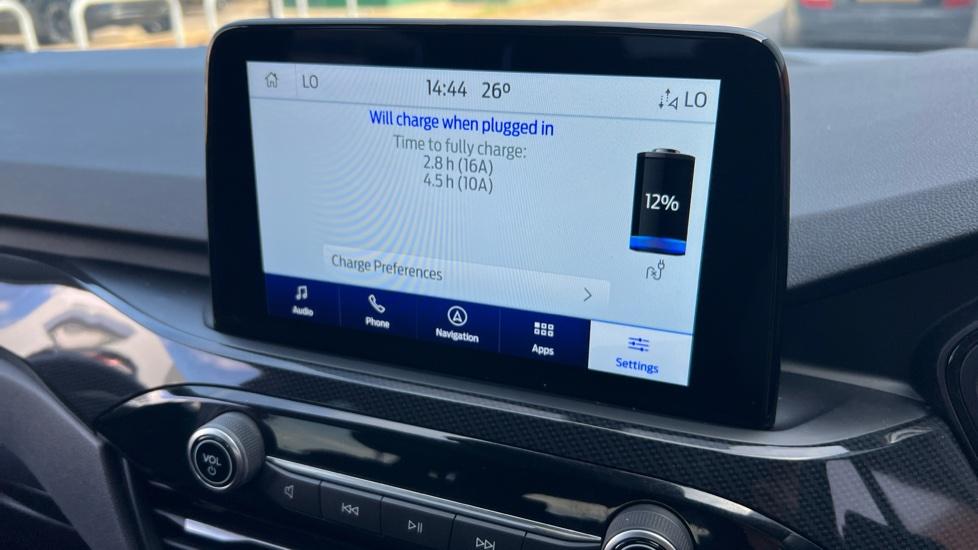 LO
14:44 26°
LO
Will charge when plugged in
Time to fully charge:
2.8 h (16A)
4.5 h (10A)
12%
Charge Preferences
Audio
Phone
Navigation
Apps
Settings
VOL